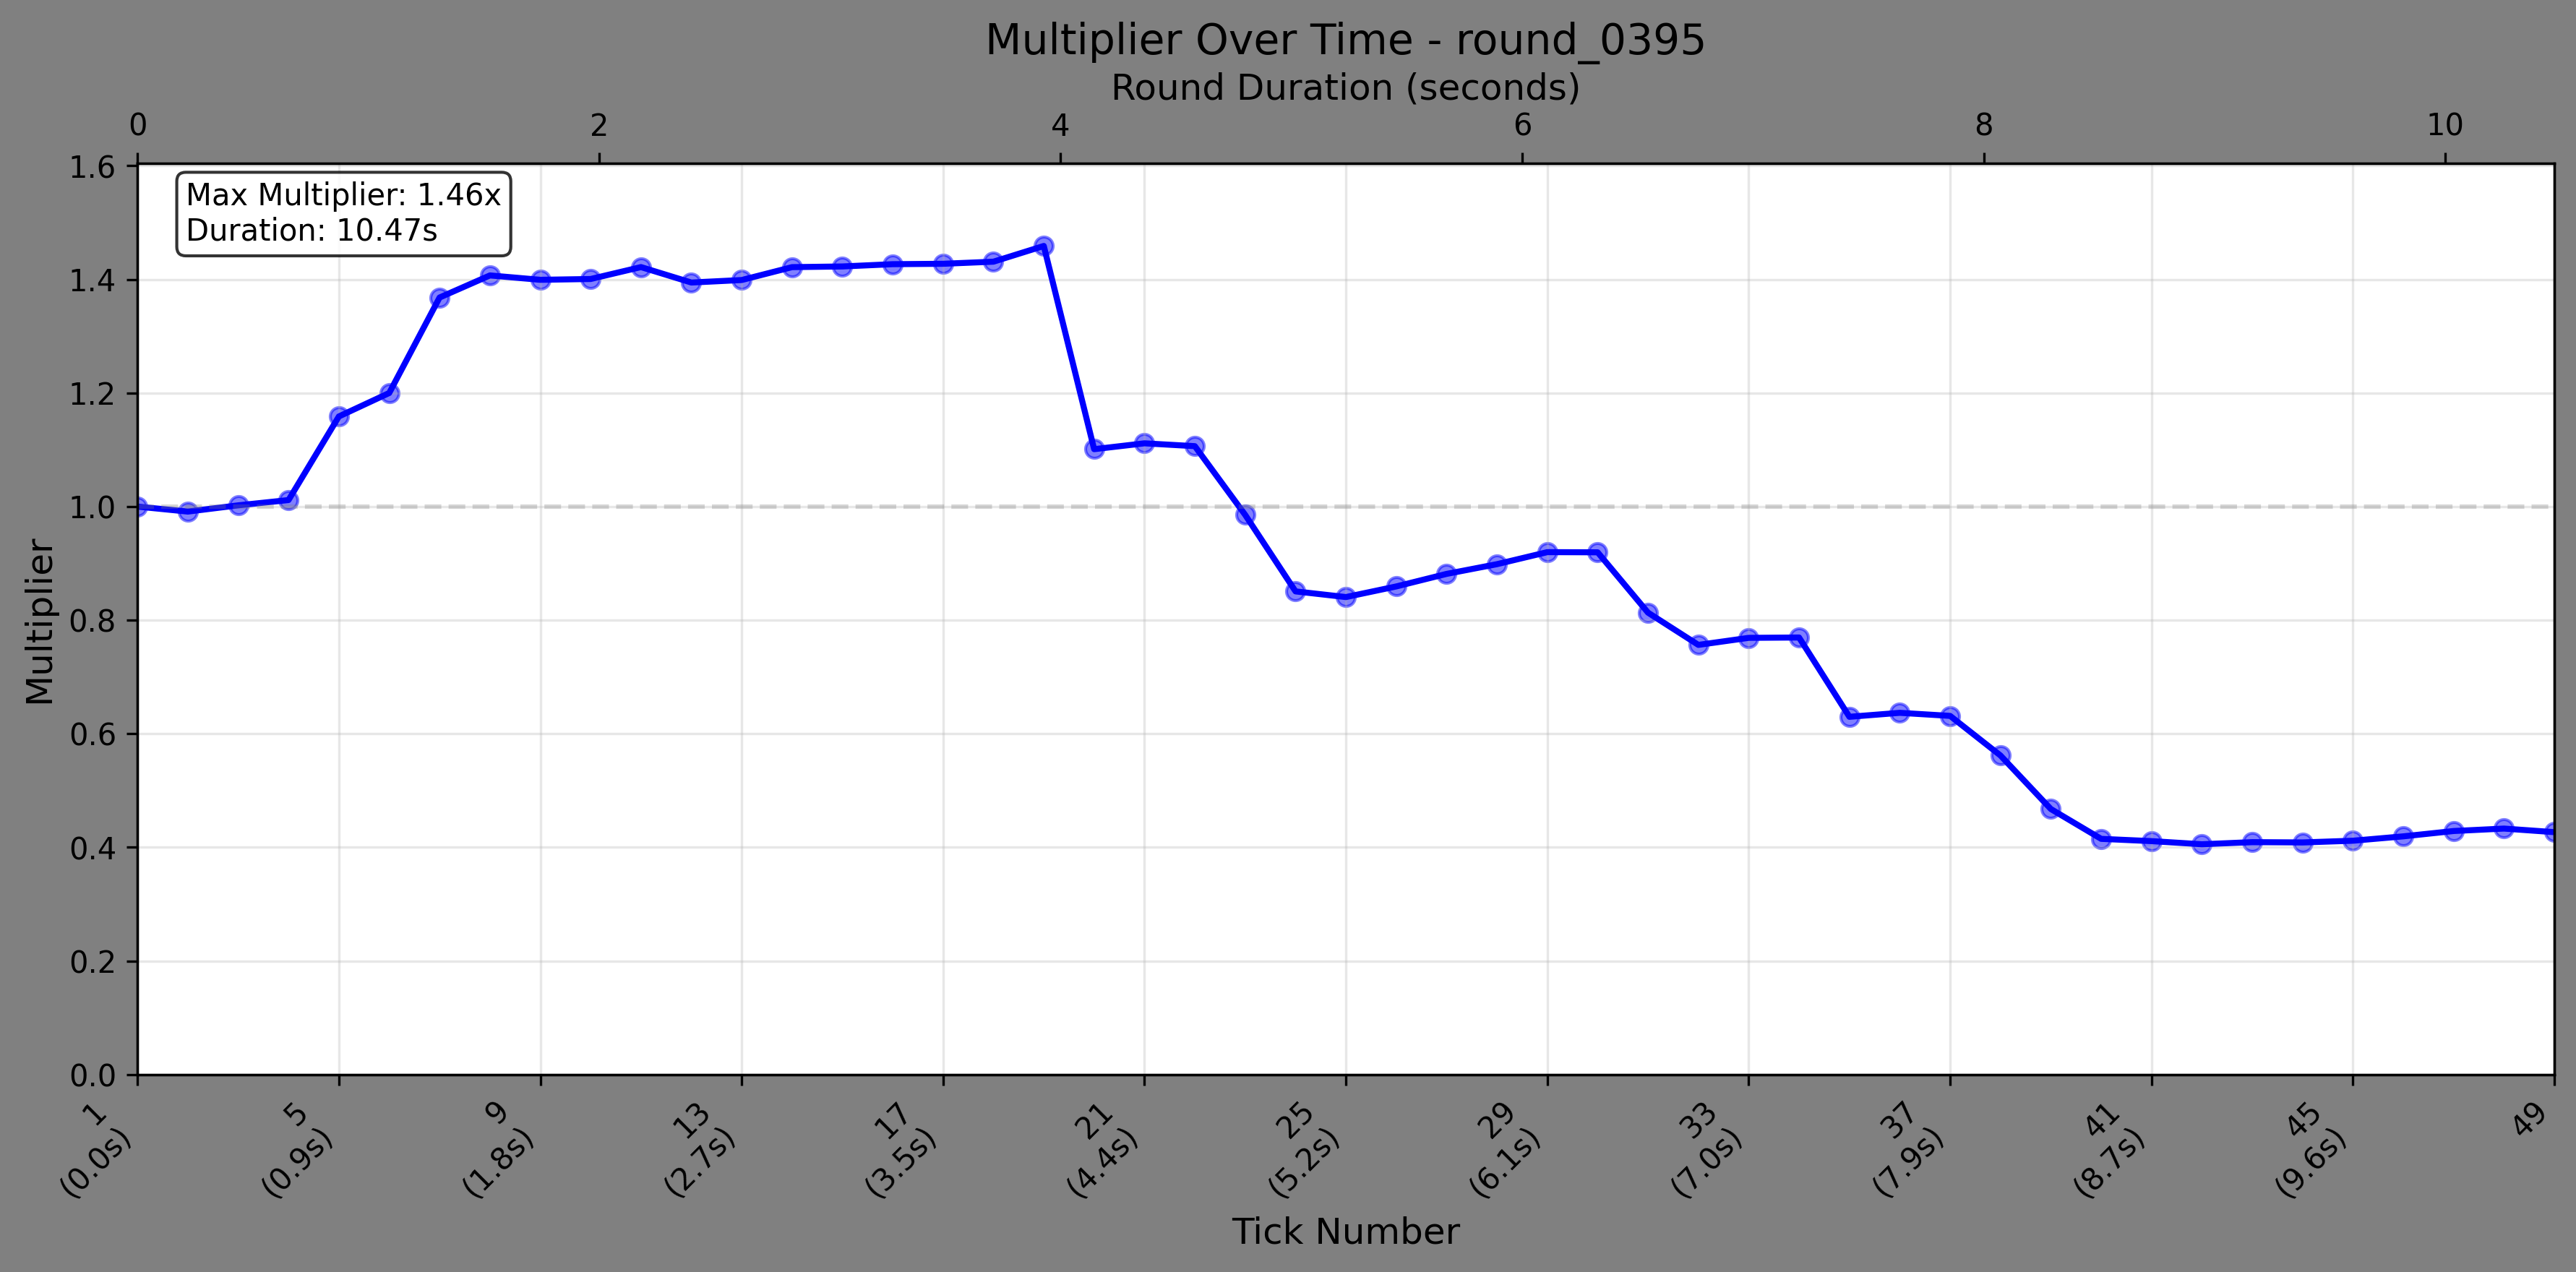 Multiplier Over Time - round_0395
Round Duration (seconds)
0 2 4 6 8 10
Max Multiplier: 1.46x
Duration: 10.47s
1.6
1.4
1.2
1.0
0.8
0.6
0.4
0.2
0.0
Multiplier
1
(0.0s)
5
(0.9s)
9
(1.8s)
13
(2.7s)
17
(3.5s)
21
(4.4s)
25
(5.2s)
29
(6.1s)
33
(7.0s)
37
(7.9s)
41
(8.7s)
45
(9.6s)
49
Tick Number